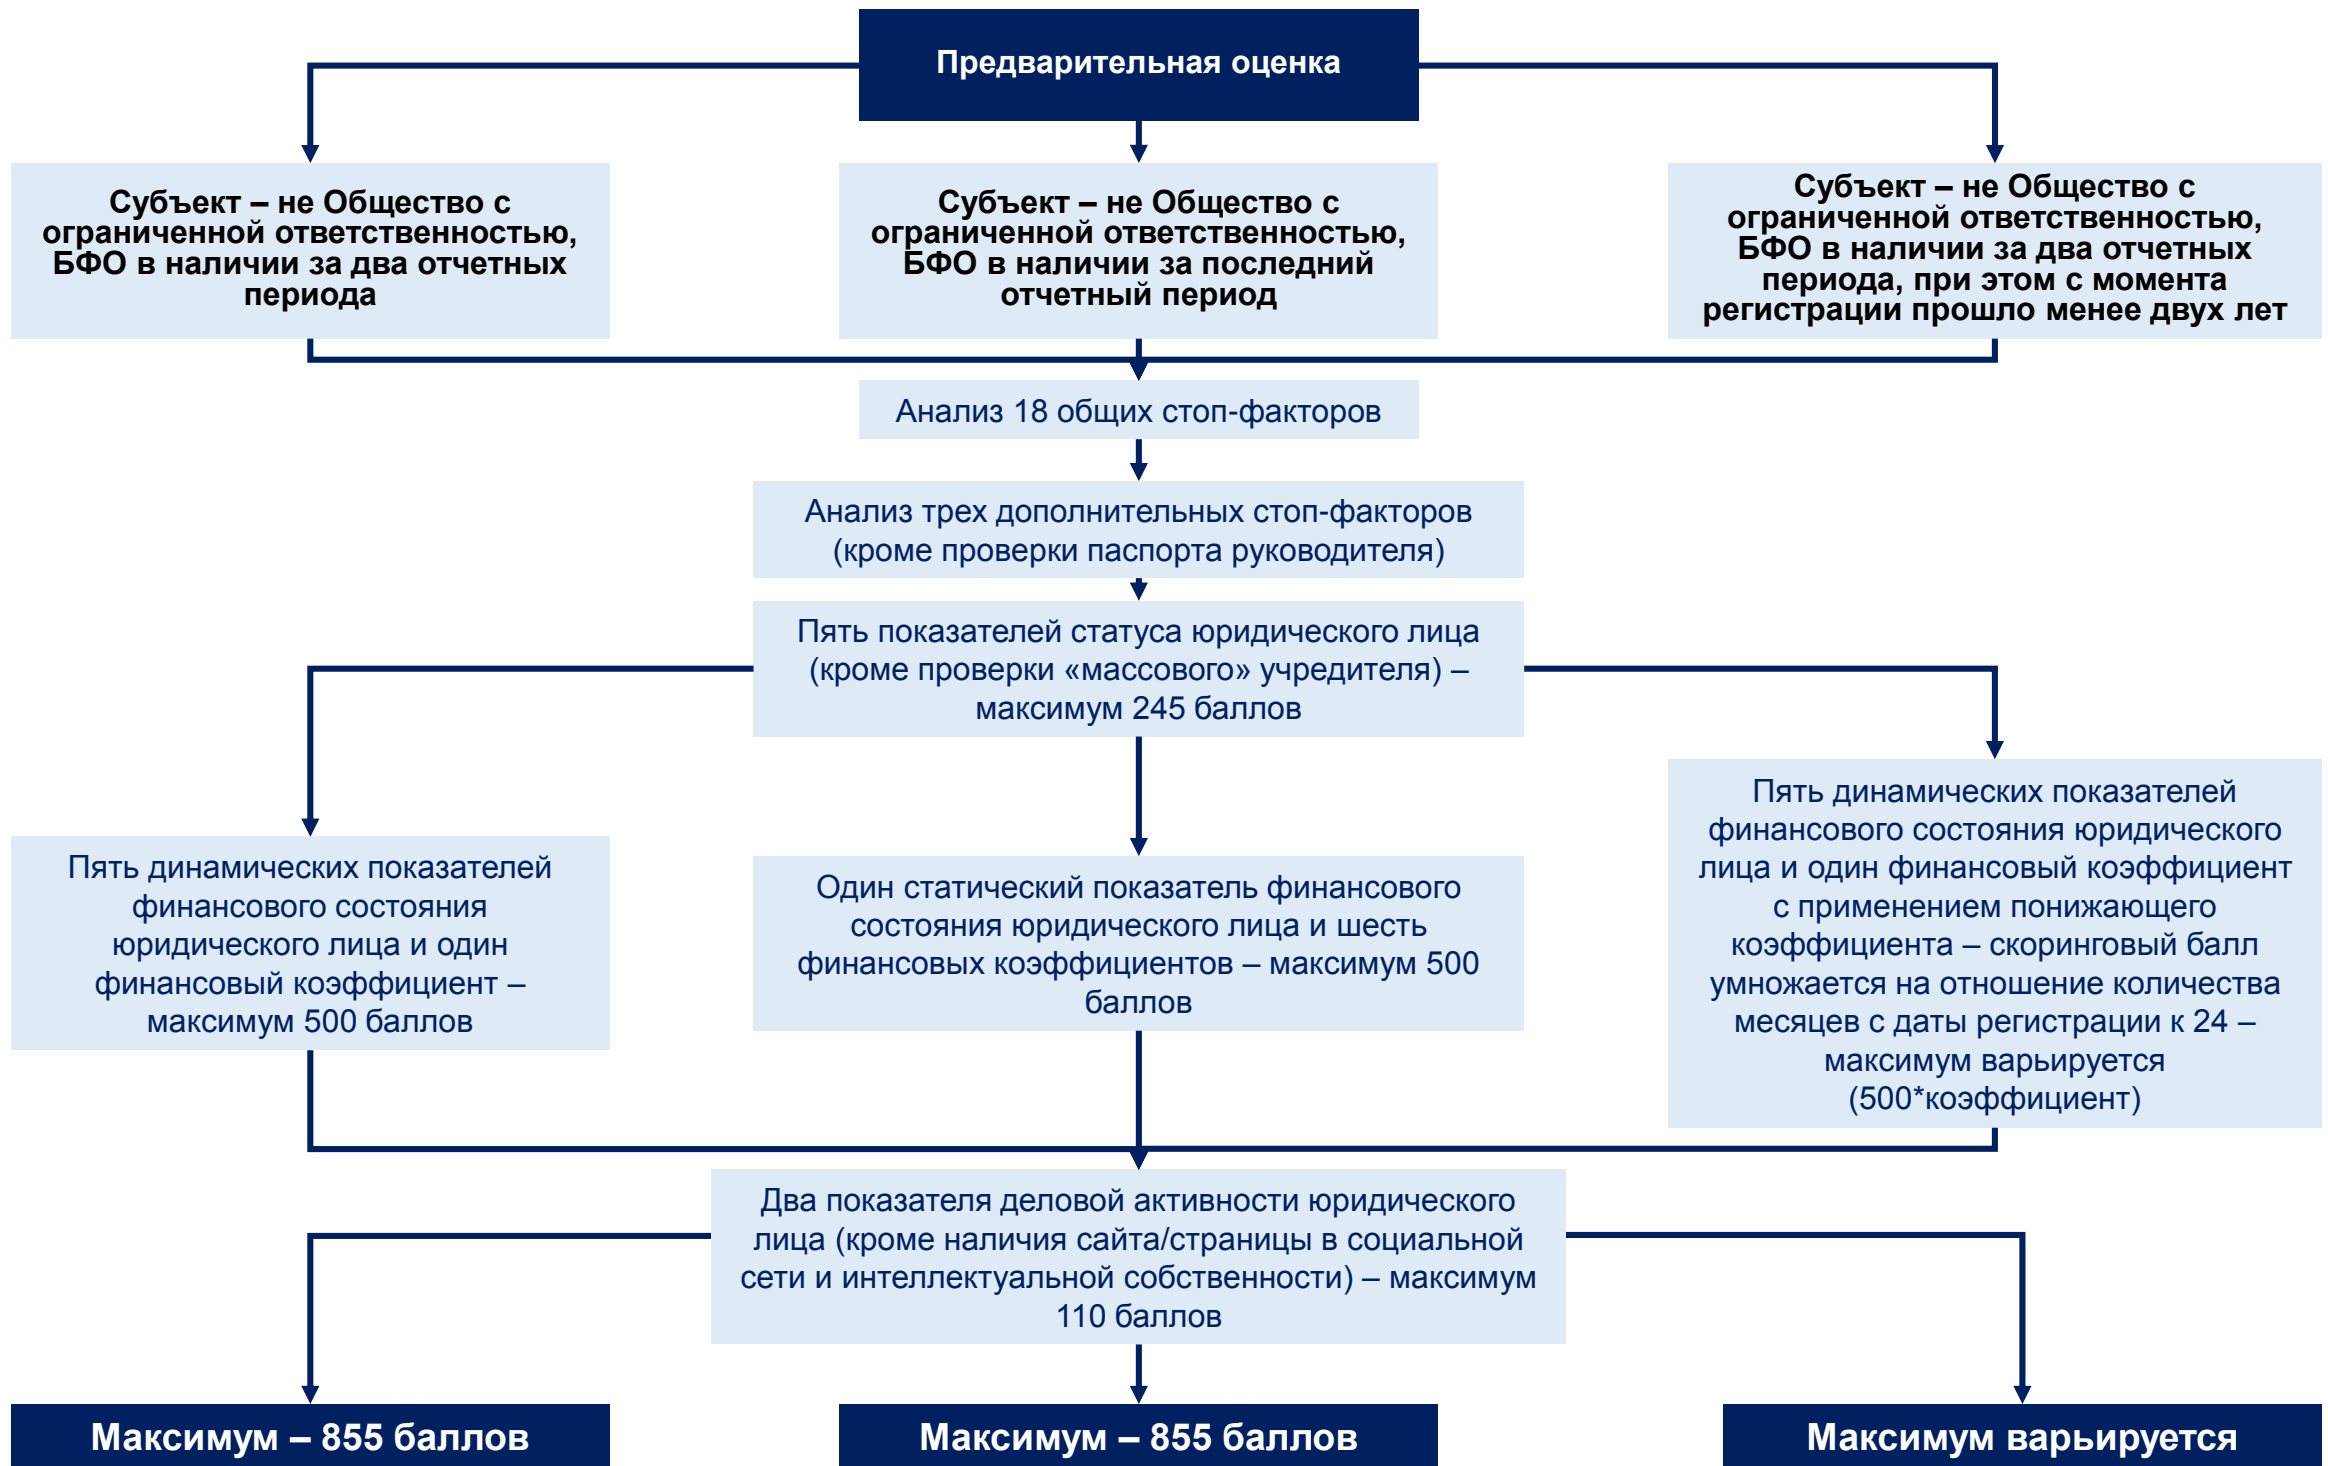 Предварительная оценка
Субъект – не Общество с
ограниченной ответственностью,
БФО в наличии за два отчетных
периода
Субъект – не Общество с
ограниченной ответственностью,
БФО в наличии за последний
отчетный период
Субъект – не Общество с
ограниченной ответственностью,
БФО в наличии за два отчетных
периода, при этом с момента
регистрации прошло менее двух лет
Анализ 18 общих стоп-факторов
Анализ трех дополнительных стоп-факторов
(кроме проверки паспорта руководителя)
Пять показателей статуса юридического лица
(кроме проверки «массового» учредителя) –
максимум 245 баллов
Пять динамических показателей
финансового состояния
юридического лица и один
финансовый коэффициент –
максимум 500 баллов
Один статический показатель финансового
состояния юридического лица и шесть
финансовых коэффициентов – максимум 500
баллов
Пять динамических показателей
финансового состояния юридического
лица и один финансовый коэффициент
с применением понижающего
коэффициента – скоринговый балл
умножается на отношение количества
месяцев с даты регистрации к 24 –
максимум варьируется
(500*коэффициент)
Два показателя деловой активности юридического
лица (кроме наличия сайта/страницы в социальной
сети и интеллектуальной собственности) – максимум
110 баллов
Максимум – 855 баллов
Максимум – 855 баллов
Максимум варьируется